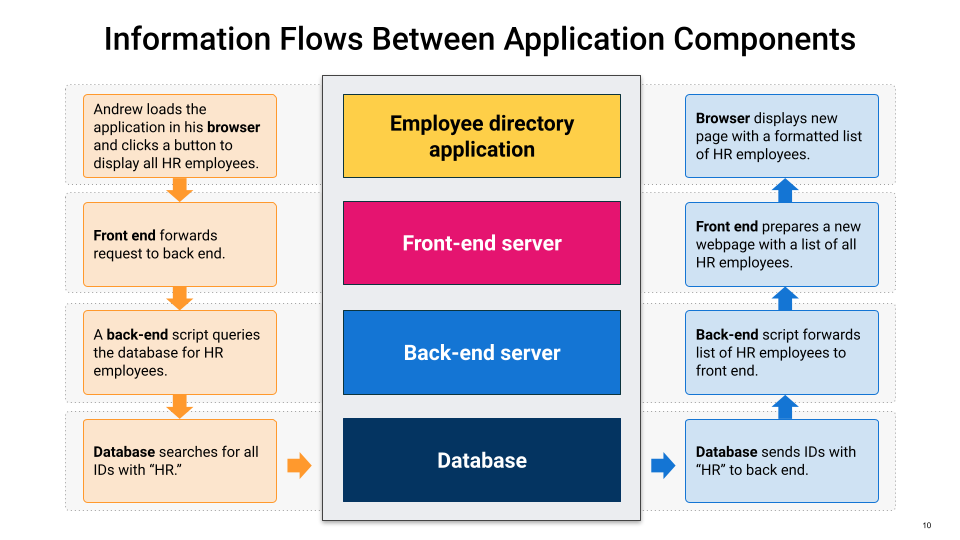 Information Flows Between Application Components
Andrew loads the
application in his browser
and clicks a button to
display all HR employees.
Front end forwards
request to back end.
A back-end script queries
the database for HR
employees.
Database searches for all
IDs with “HR.”
Employee directory
application
Front-end server
Back-end server
Database
Browser displays new
page with a formatted list
of HR employees.
Front end prepares a new
webpage with a list of all
HR employees.
Back-end script forwards
list of HR employees to
front end.
Database sends IDs with
“HR” to back end.
10